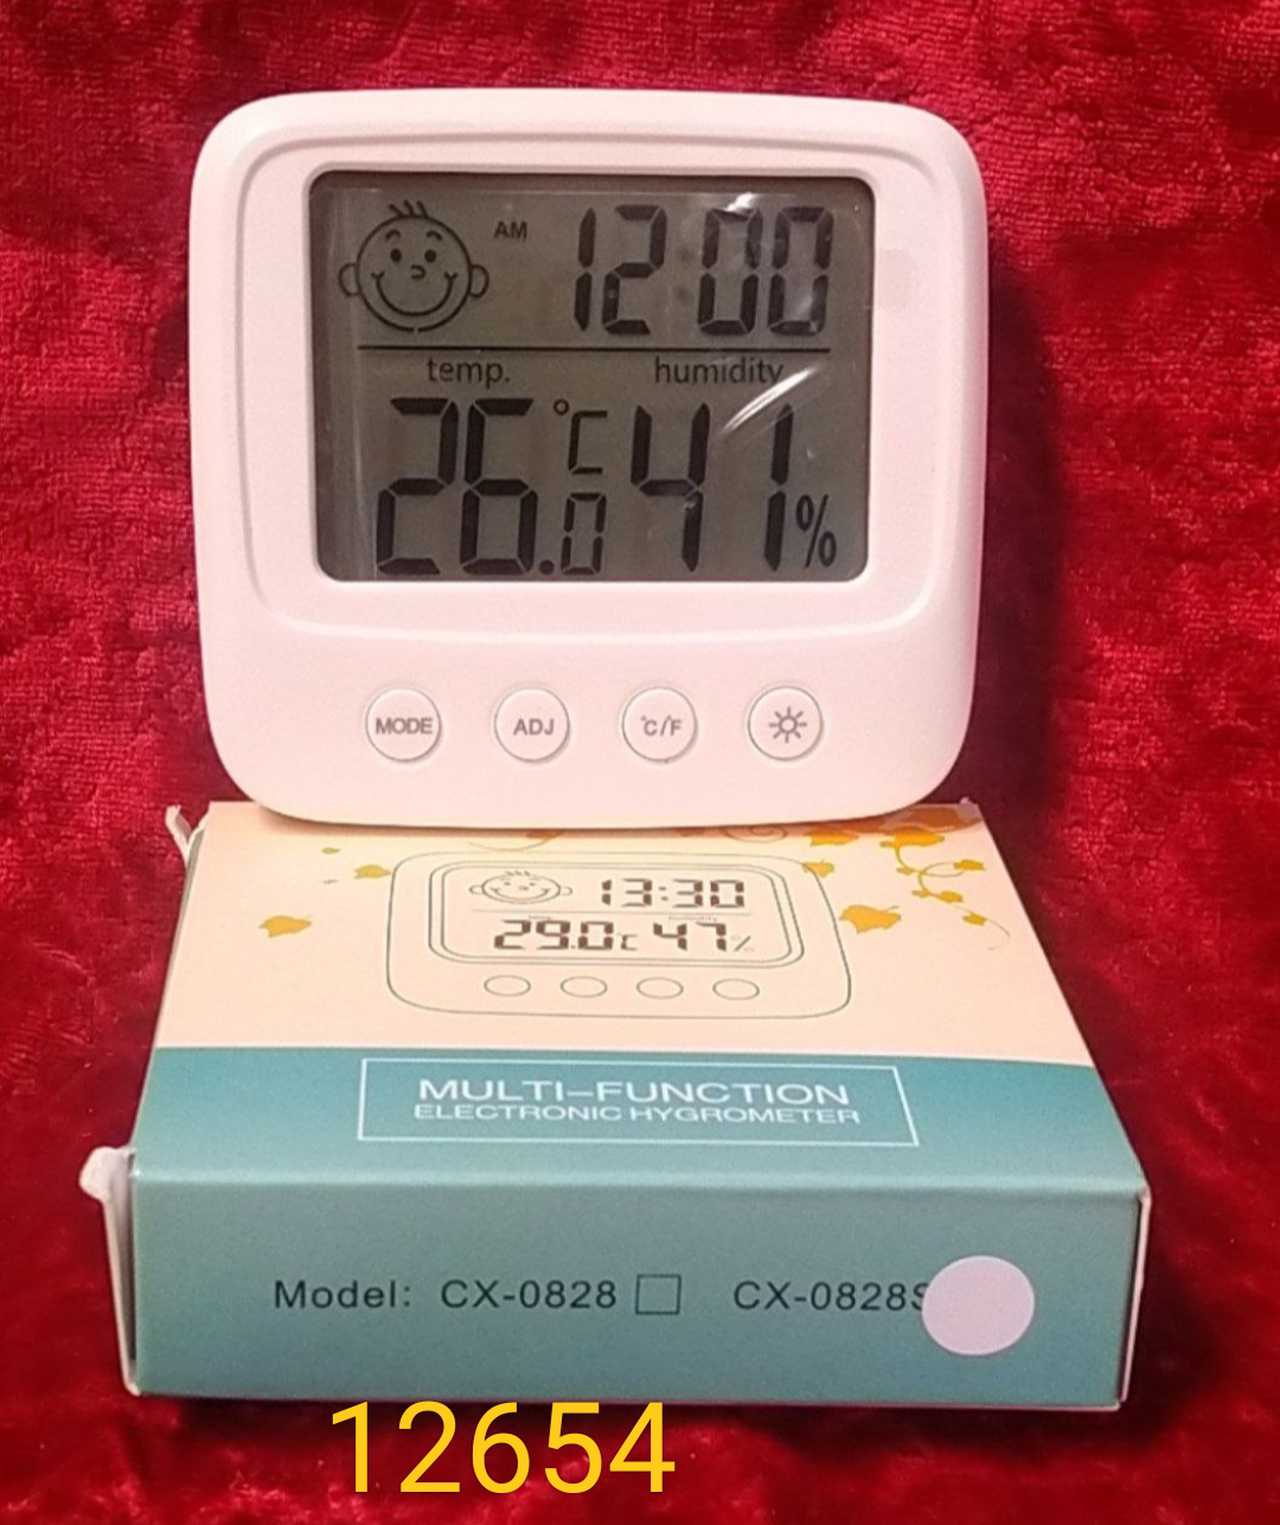 AM 12:00
temp. humidity
26.0 °C 41 %
MODE ADJ °C/F
13:30
29.0 °C 47 %
MULTI-FUNCTION
ELECTRONIC HYGROMETER
Model: CX-0828 CX-0828S
12654